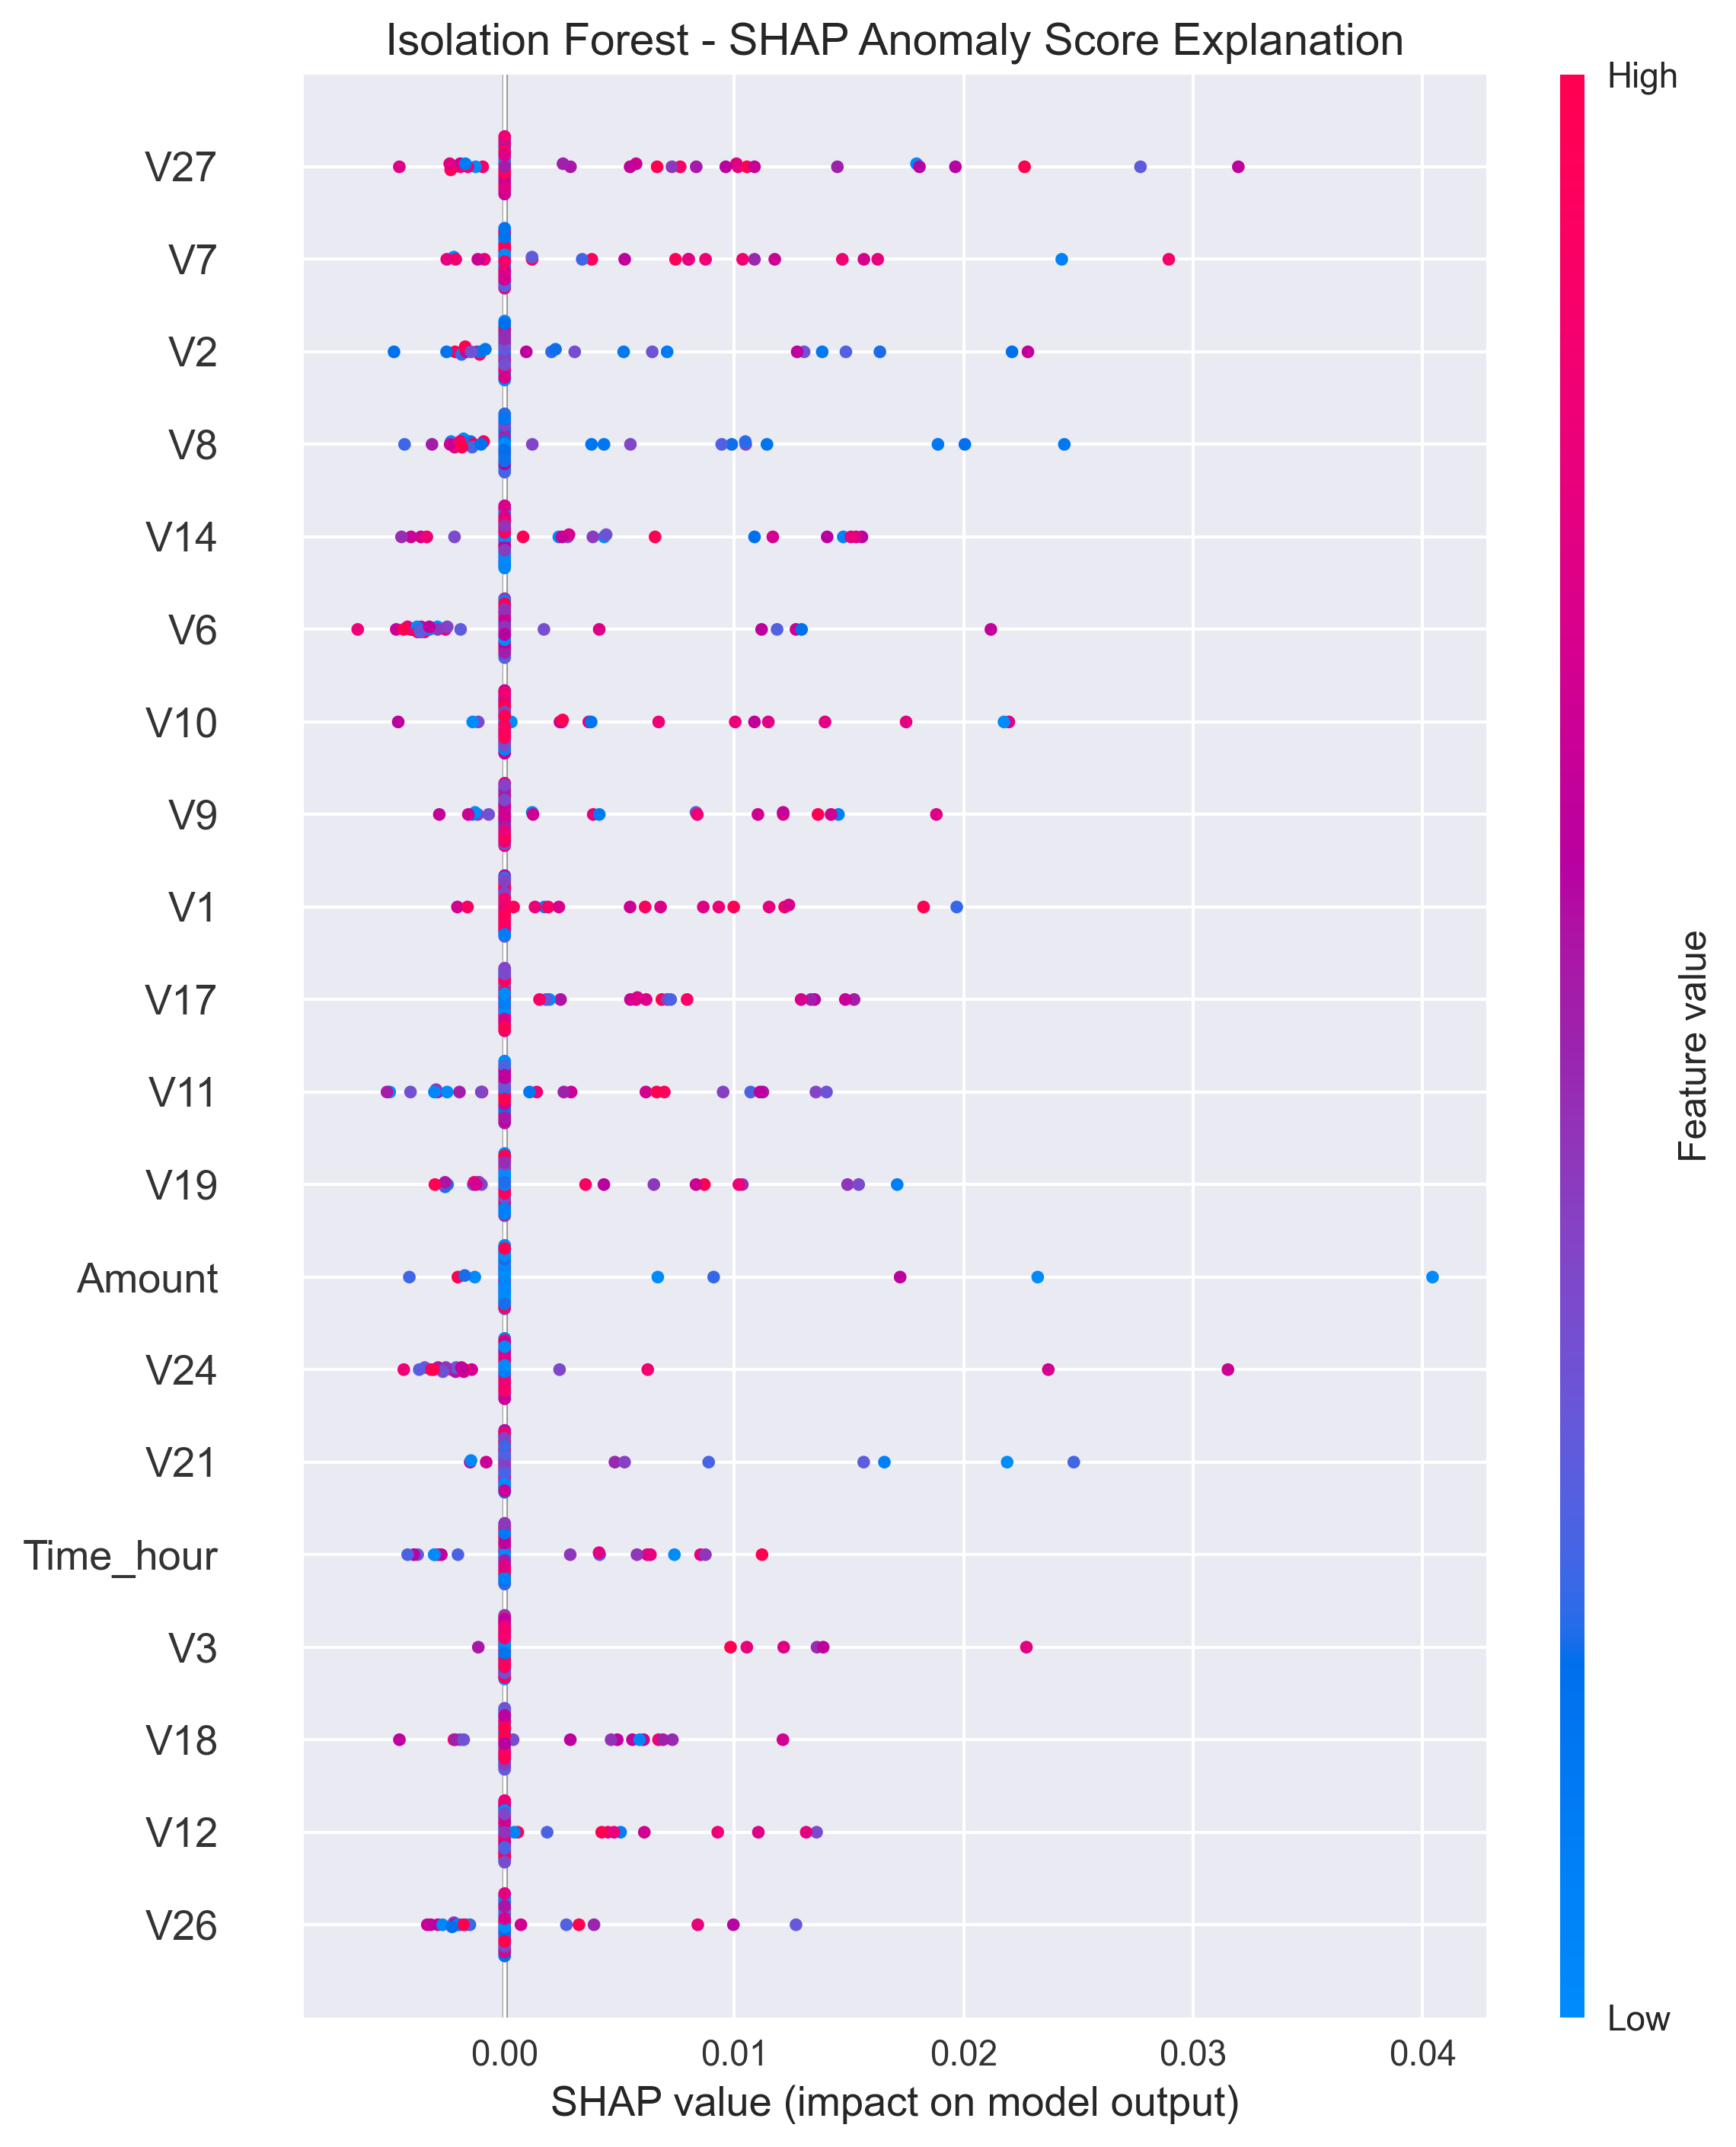 Isolation Forest - SHAP Anomaly Score Explanation
High
V27
V7
V2
V8
V14
V6
V10
V9
V1
V17
V11
V19
Amount
V24
V21
Time_hour
V3
V18
V12
V26
Feature value
Low
0.00 0.01 0.02 0.03 0.04
SHAP value (impact on model output)